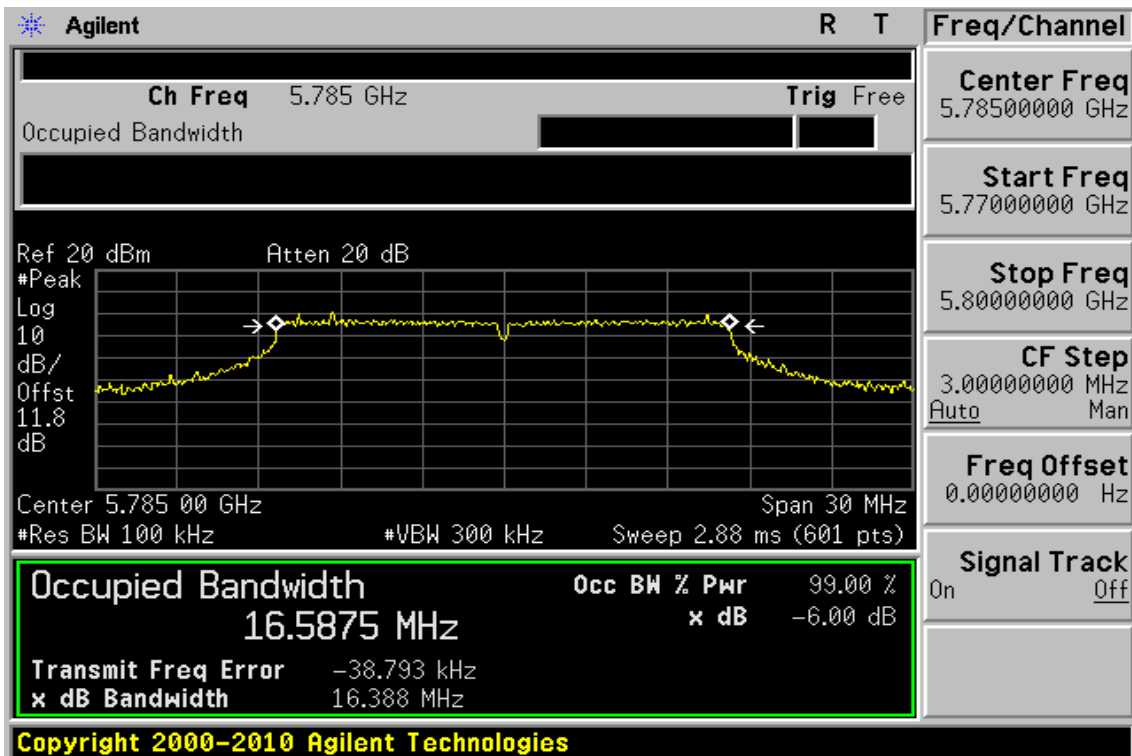 Agilent R T
Ch Freq 5.785 GHz Trig Free
Occupied Bandwidth
Ref 20 dBm Atten 20 dB
#Peak
Log
10
dB/
Offst
11.8
dB
Center 5.785 00 GHz Span 30 MHz
#Res BW 100 kHz #VBW 300 kHz Sweep 2.88 ms (601 pts)
Occupied Bandwidth Occ BW % Pwr 99.00 %
16.5875 MHz x dB -6.00 dB
Transmit Freq Error -38.793 kHz
x dB Bandwidth 16.388 MHz
Copyright 2000-2010 Agilent Technologies
Freq/Channel
Center Freq
5.78500000 GHz
Start Freq
5.77000000 GHz
Stop Freq
5.80000000 GHz
CF Step
3.00000000 MHz
Auto Man
Freq Offset
0.00000000 Hz
Signal Track
On Off